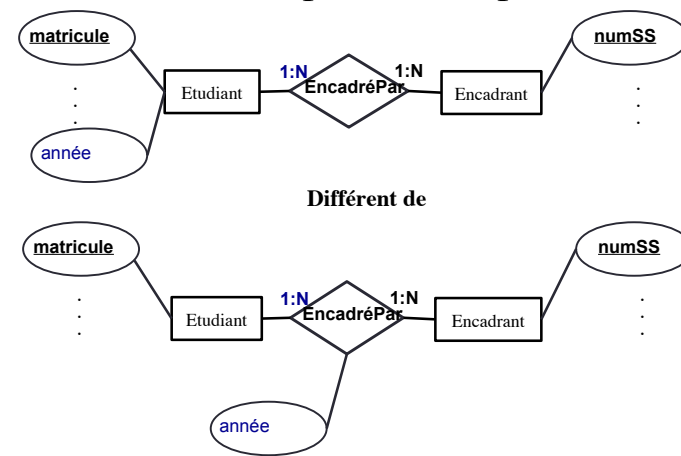 matricule
numSS
1:N
1:N
EncadréPar
Etudiant
Encadrant
année
Différent de
matricule
numSS
1:N
1:N
EncadréPar
Etudiant
Encadrant
année